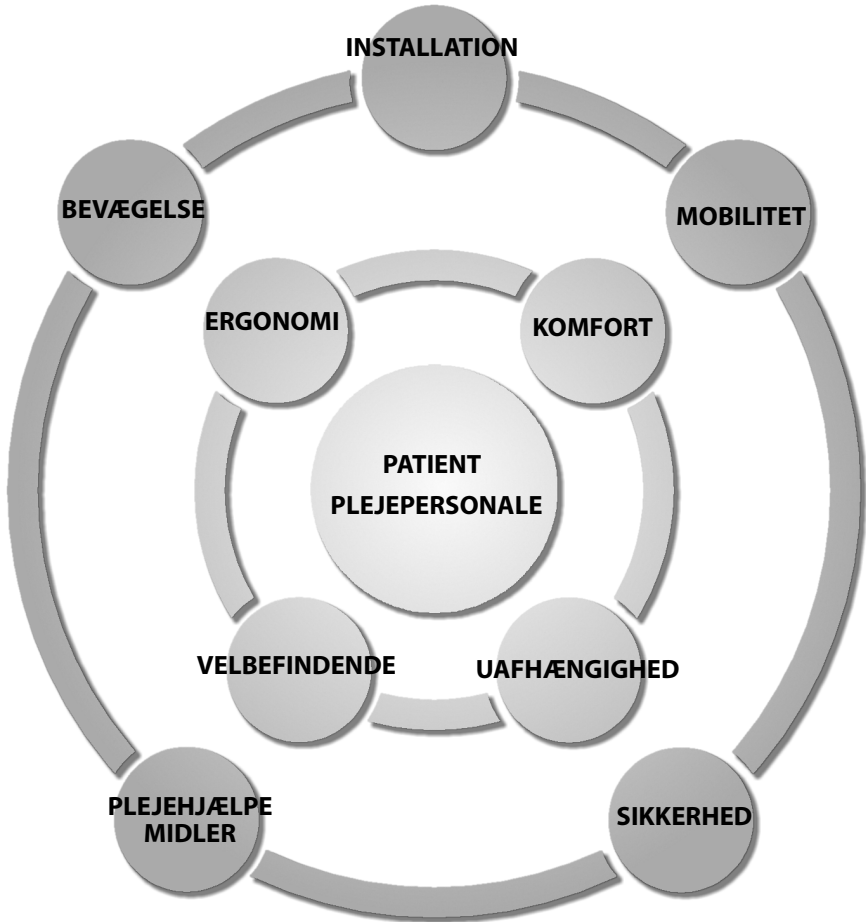 INSTALLATION
BEVÆGELSE
MOBILITET
ERGONOMI
KOMFORT
PATIENT
PLEJEPERSONALE
VELBEFINDENDE
UAFHÆNGIGHED
PLEJEHJÆLPE
MIDLER
SIKKERHED